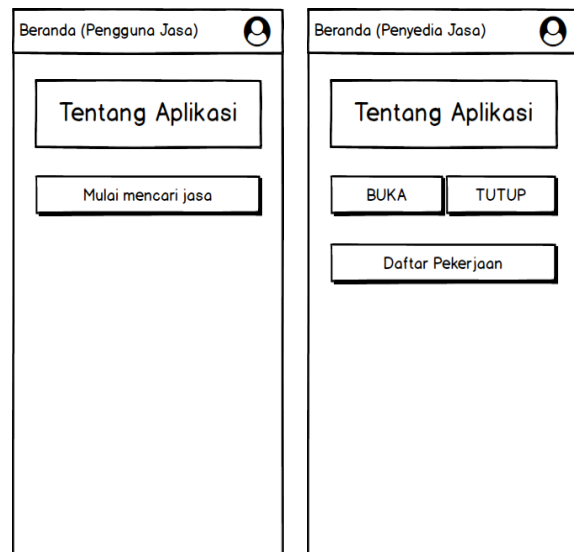 Beranda (Pengguna Jasa)
Tentang Aplikasi
Mulai mencari jasa
Beranda (Penyedia Jasa)
Tentang Aplikasi
BUKA
TUTUP
Daftar Pekerjaan